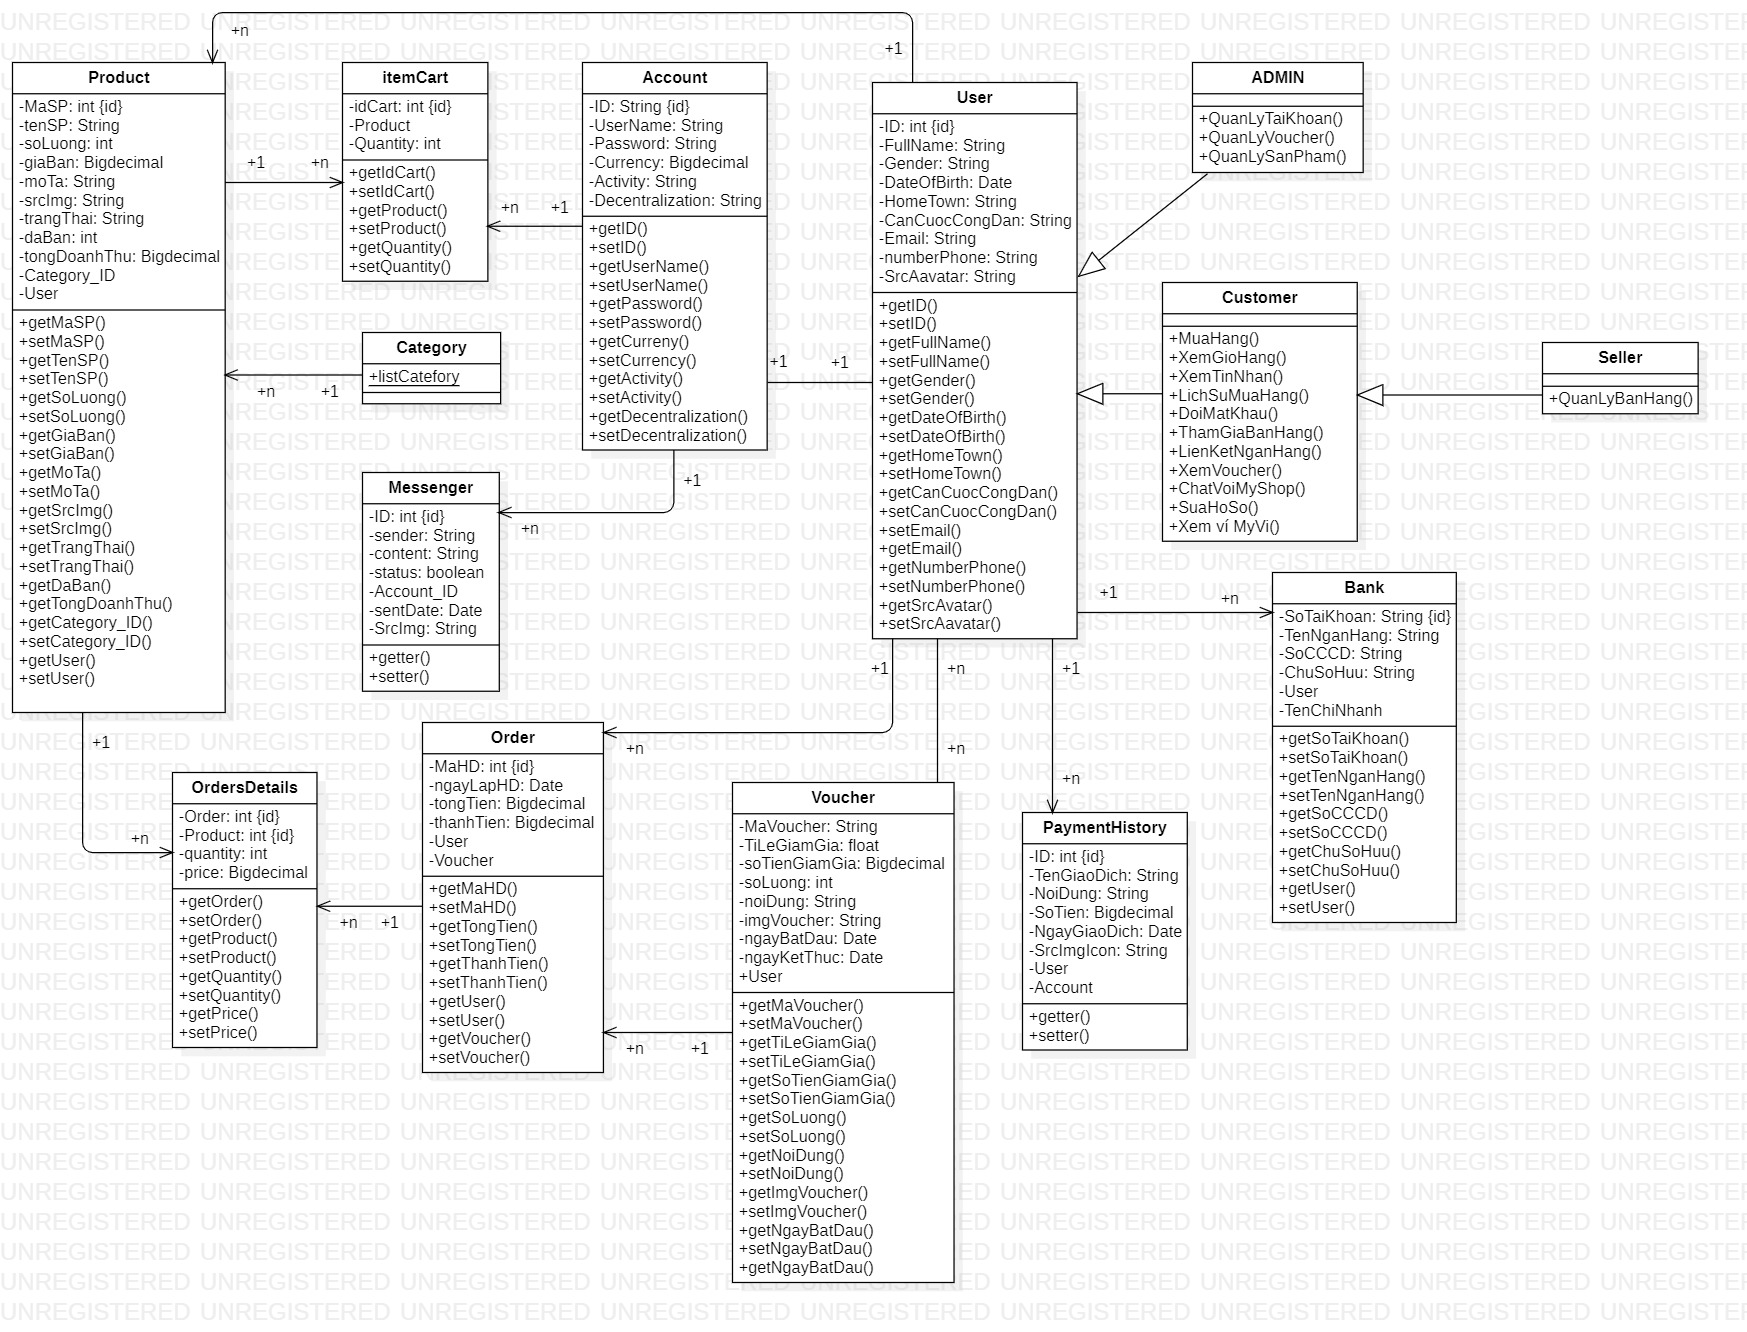 Product
-MaSP: int {id}
-tenSP: String
-soLuong: int
-giaBan: Bigdecimal
-moTa: String
-srcImg: String
-trangThai: String
-daBan: int
-tongDoanhThu: Bigdecimal
-Category_ID
-User
+getMaSP()
+setMaSP()
+getTenSP()
+setTenSP()
+getSoLuong()
+setSoLuong()
+getGiaBan()
+setGiaBan()
+getMoTa()
+setMoTa()
+getSrcImg()
+setSrcImg()
+getTrangThai()
+setTrangThai()
+getDaBan()
+getTongDoanhThu()
+getCategory_ID()
+setCategory_ID()
+getUser()
+setUser()
itemCart
-idCart: int {id}
-Product
-Quantity: int
+getIdCart()
+setIdCart()
+getProduct()
+setProduct()
+getQuantity()
+setQuantity()
Account
-ID: String {id}
-UserName: String
-Password: String
-Currency: Bigdecimal
-Activity: String
-Decentralization: String
+getID()
+setID()
+getUserName()
+setUserName()
+getPassword()
+setPassword()
+getCurreny()
+setCurrency()
+getActivity()
+setActivity()
+getDecentralization()
+setDecentralization()
User
-ID: int {id}
-FullName: String
-Gender: String
-DateOfBirth: Date
-HomeTown: String
-CanCuocCongDan: String
-Email: String
-numberPhone: String
-SrcAavatar: String
+getID()
+setID()
+getFullName()
+setFullName()
+getGender()
+setGender()
+getDateOfBirth()
+setDateOfBirth()
+getHomeTown()
+setHomeTown()
+getCanCuocCongDan()
+setCanCuocCongDan()
+setEmail()
+getEmail()
+getNumberPhone()
+setNumberPhone()
+getSrcAvatar()
+setSrcAavatar()
ADMIN
+QuanLyTaiKhoan()
+QuanLyVoucher()
+QuanLySanPham()
Customer
+MuaHang()
+XemGioHang()
+XemTinNhan()
+LichSuMuaHang()
+DoiMatKhau()
+ThamGiaBanHang()
+LienKetNganHang()
+XemVoucher()
+ChatVoiMyShop()
+SuaHoSo()
+Xem ví MyVi()
Seller
+QuanLyBanHang()
Category
+listCatefory
Messenger
-ID: int {id}
-sender: String
-content: String
-status: boolean
-Account_ID
-sentDate: Date
-SrcImg: String
+getter()
+setter()
Bank
-SoTaiKhoan: String {id}
-TenNganHang: String
-SoCCCD: String
-ChuSoHuu: String
-User
-TenChiNhanh
+getSoTaiKhoan()
+setSoTaiKhoan()
+getTenNganHang()
+setTenNganHang()
+getSoCCCD()
+setSoCCCD()
+getChuSoHuu()
+setChuSoHuu()
+getUser()
+setUser()
OrdersDetails
-Order: int {id}
-Product: int {id}
-quantity: int
-price: Bigdecimal
+getOrder()
+setOrder()
+getProduct()
+setProduct()
+getQuantity()
+setQuantity()
+getPrice()
+setPrice()
Order
-MaHD: int {id}
-ngayLapHD: Date
-tongTien: Bigdecimal
-thanhTien: Bigdecimal
-User
-Voucher
+getMaHD()
+setMaHD()
+getTongTien()
+setTongTien()
+getThanhTien()
+setThanhTien()
+getUser()
+setUser()
+getVoucher()
+setVoucher()
Voucher
-MaVoucher: String
-TiLeGiamGia: float
-soTienGiamGia: Bigdecimal
-soLuong: int
-noiDung: String
-imgVoucher: String
-ngayBatDau: Date
-ngayKetThuc: Date
+User
+getMaVoucher()
+setMaVoucher()
+getTiLeGiamGia()
+setTiLeGiamGia()
+getSoTienGiamGia()
+setSoTienGiamGia()
+getSoLuong()
+setSoLuong()
+getNoiDung()
+setNoiDung()
+getImgVoucher()
+setImgVoucher()
+getNgayBatDau()
+setNgayBatDau()
+getNgayBatDau()
PaymentHistory
-ID: int {id}
-TenGiaoDich: String
-NoiDung: String
-SoTien: Bigdecimal
-NgayGiaoDich: Date
-SrcImgIcon: String
-User
-Account
+getter()
+setter()
+n
+1
+1
+n
+n
+1
+n
+1
+1
+1
+1
+n
+1
+n
+1
+n
+n
+n
+1
+n
+1
+n
+n
+1
+n
+1
UNREGISTERED